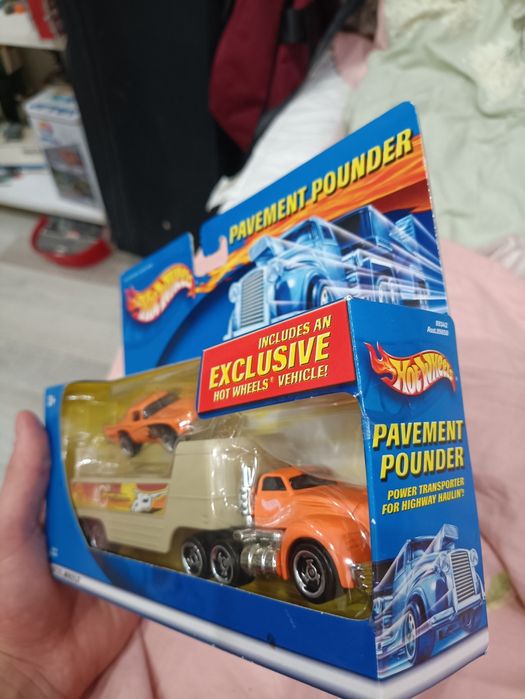 PAVEMENT POUNDER
HOT WHEELS
INCLUDES AN
EXCLUSIVE
HOT WHEELS® VEHICLE!
HOT WHEELS
PAVEMENT
POUNDER
POWER TRANSPORTER
FOR HIGHWAY HAULIN'!